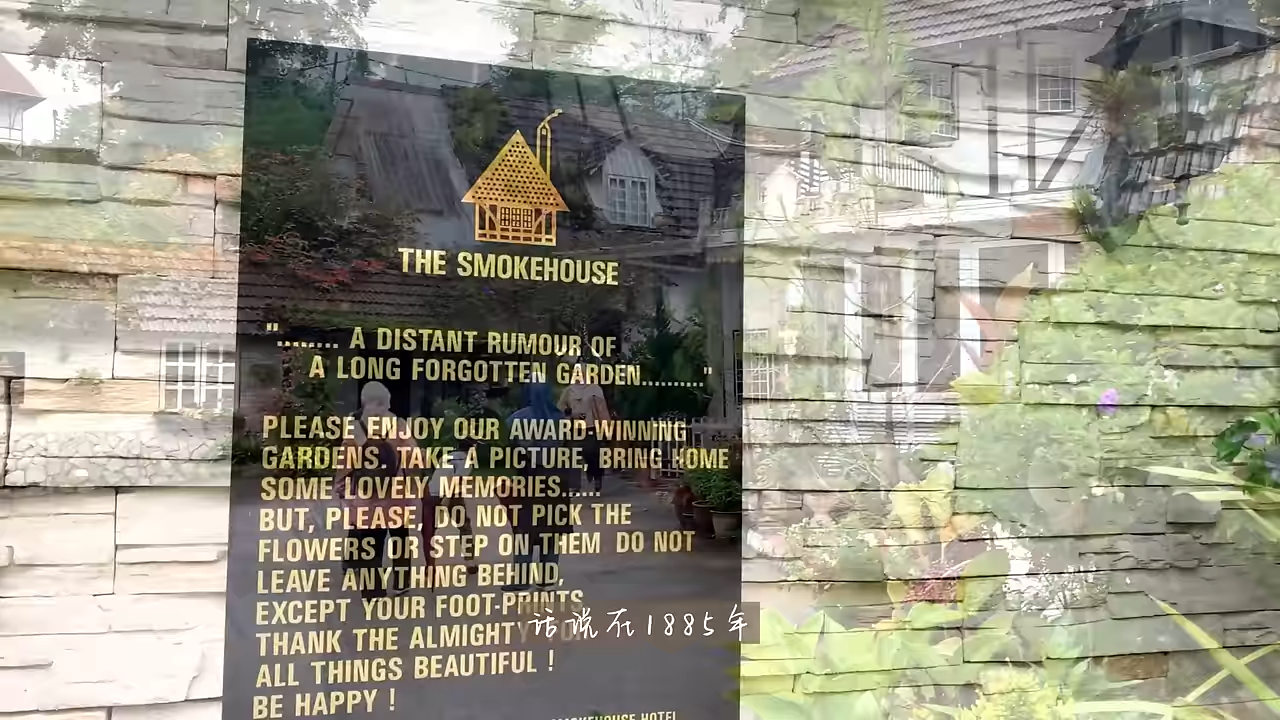 THE SMOKEHOUSE
"........ A DISTANT RUMOUR OF
A LONG FORGOTTEN GARDEN.........."
PLEASE ENJOY OUR AWARD-WINNING
GARDENS. TAKE A PICTURE, BRING HOME
SOME LOVELY MEMORIES......
BUT, PLEASE, DO NOT PICK THE
FLOWERS OR STEP ON THEM DO NOT
LEAVE ANYTHING BEHIND,
EXCEPT YOUR FOOT-PRINTS
THANK THE ALMIGHTY
话说在1885年
ALL THINGS BEAUTIFUL !
BE HAPPY !
SMOKEHOUSE HOTEL